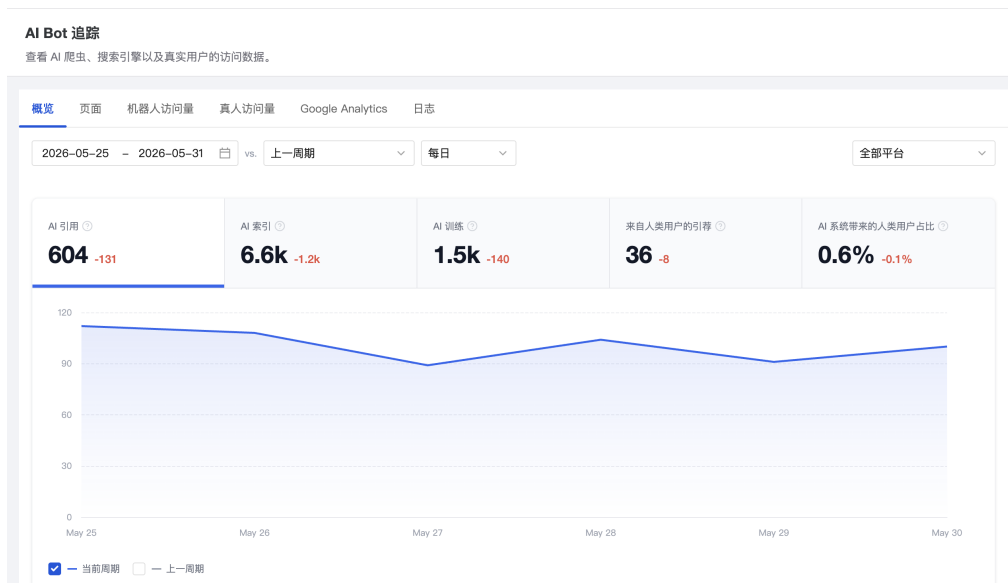 AI Bot 追踪
查看 AI 爬虫、搜索引擎以及真实用户的访问数据。
概览 页面 机器人访问量 真人访问量 Google Analytics 日志
2026-05-25 – 2026-05-31 vs. 上一周期 每日 全部平台
AI 引用 AI 索引 AI 训练 来自人类用户的引荐 AI 系统带来的人类用户占比
604 -131 6.6k -1.2k 1.5k -140 36 -8 0.6% -0.1%
120
90
60
30
0
May 25 May 26 May 27 May 28 May 29 May 30
当前周期 上一周期